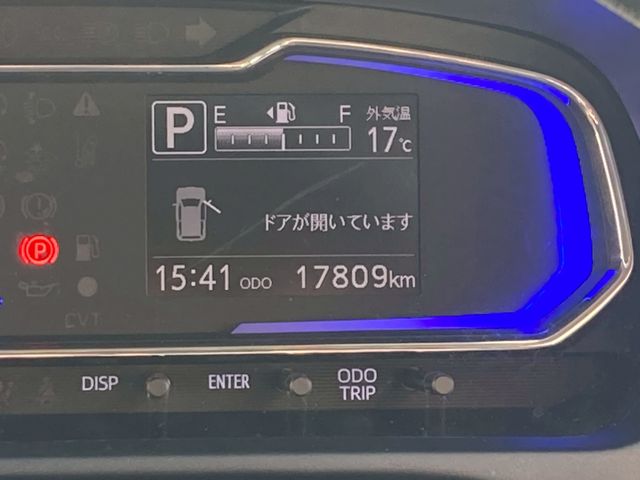 P E F 外気温
17℃
ドアが開いています
15:41 ODO 17809km
P
CVT
DISP ENTER ODO
TRIP